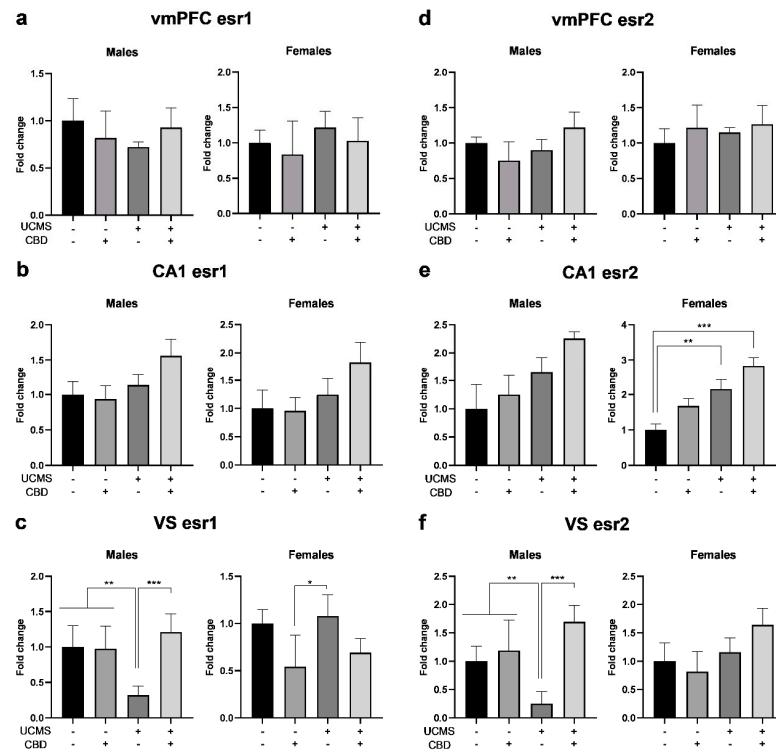 a
vmPFC esr1
Males
Females
Fold change
1.5
1.0
0.5
0.0
Fold change
2.0
1.5
1.0
0.5
0.0
UCMS - - + +
CBD - + - +
- - + +
- + - +
d
vmPFC esr2
Males
Females
Fold change
2.0
1.5
1.0
0.5
0.0
Fold change
2.0
1.5
1.0
0.5
0.0
UCMS - - + +
CBD - + - +
- - + +
- + - +
b
CA1 esr1
Males
Females
Fold change
2.0
1.5
1.0
0.5
0.0
Fold change
2.5
2.0
1.5
1.0
0.5
0.0
UCMS - - + +
CBD - + - +
- - + +
- + - +
e
CA1 esr2
Males
Females
Fold change
2.5
2.0
1.5
1.0
0.5
0.0
Fold change
4
3
2
1
0
**
***
UCMS - - + +
CBD - + - +
- - + +
- + - +
c
VS esr1
Males
Females
Fold change
2.0
1.5
1.0
0.5
0.0
** ***
Fold change
1.5
1.0
0.5
0.0
*
UCMS - - + +
CBD - + - +
- - + +
- + - +
f
VS esr2
Males
Females
Fold change
2.5
2.0
1.5
1.0
0.5
0.0
** ***
Fold change
2.5
2.0
1.5
1.0
0.5
0.0
UCMS - - + +
CBD - + - +
- - + +
- + - +